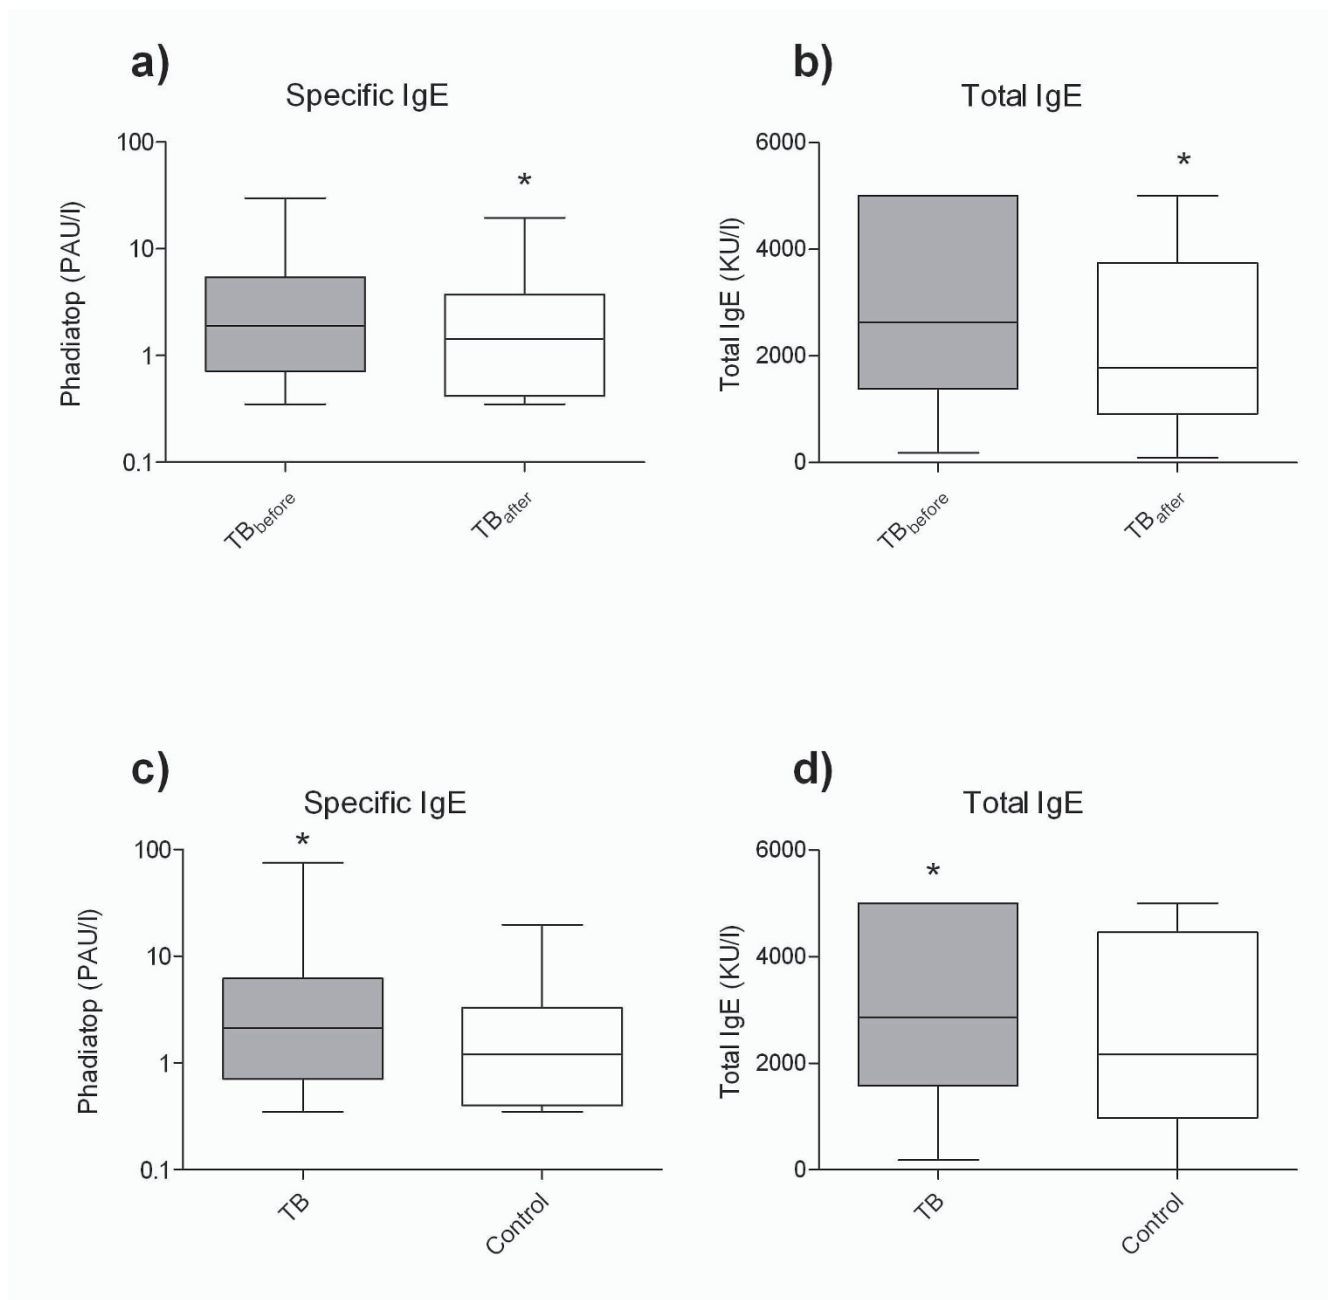 a)
Specific IgE
100
10
1
0.1
Phadiatop (PAU/l)
*
TBbefore
TBafter
b)
Total IgE
6000
4000
2000
0
Total IgE (KU/l)
*
TBbefore
TBafter
c)
Specific IgE
100
10
1
0.1
Phadiatop (PAU/l)
*
TB
Control
d)
Total IgE
6000
4000
2000
0
Total IgE (KU/l)
*
TB
Control